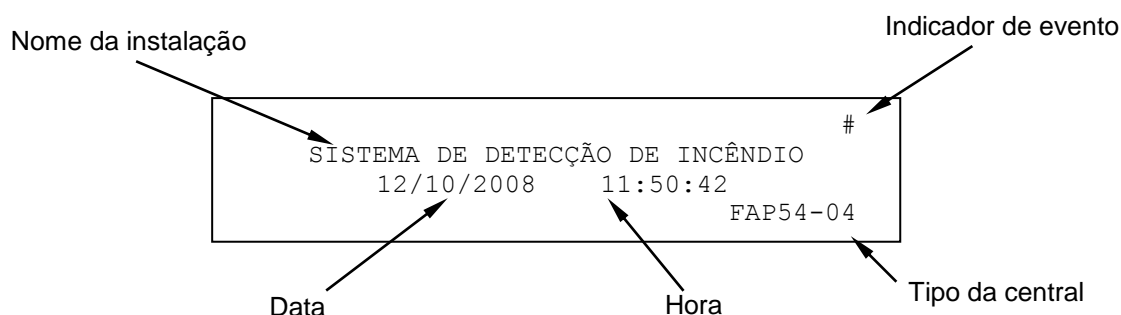 Indicador de evento
Nome da instalação
#
SISTEMA DE DETECÇÃO DE INCÊNDIO
12/10/2008 11:50:42
FAP54-04
Tipo da central
Data Hora